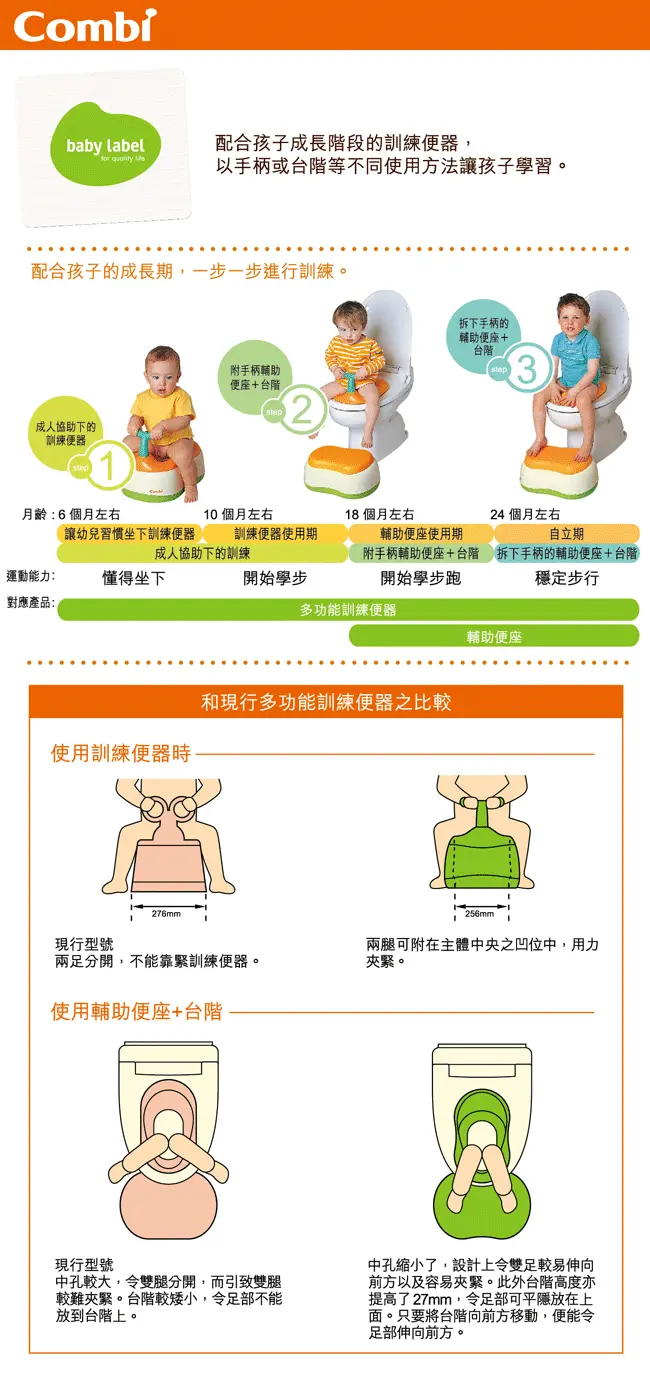 Combi
baby label
for quality life
配合孩子成長階段的訓練便器，
以手柄或台階等不同使用方法讓孩子學習。
配合孩子的成長期，一步一步進行訓練。
成人協助下的
訓練便器
step 1
Combi
附手柄輔助
便座＋台階
step 2
拆下手柄的
輔助便座＋
台階
step 3
月齡：6 個月左右 10 個月左右 18 個月左右 24 個月左右
讓幼兒習慣坐下訓練便器 訓練便器使用期 輔助便座使用期 自立期
成人協助下的訓練 附手柄輔助便座＋台階 拆下手柄的輔助便座＋台階
運動能力： 懂得坐下 開始學步 開始學步跑 穩定步行
對應產品： 多功能訓練便器
輔助便座
和現行多功能訓練便器之比較
使用訓練便器時
276mm
256mm
現行型號
兩足分開，不能靠緊訓練便器。
兩腿可附在主體中央之凹位中，用力
夾緊。
使用輔助便座+台階
現行型號
中孔較大，令雙腿分開，而引致雙腿
較難夾緊。台階較矮小，令足部不能
放到台階上。
中孔縮小了，設計上令雙足較易伸向
前方以及容易夾緊。此外台階高度亦
提高了27mm，令足部可平隱放在上
面。只要將台階向前方移動，便能令
足部伸向前方。